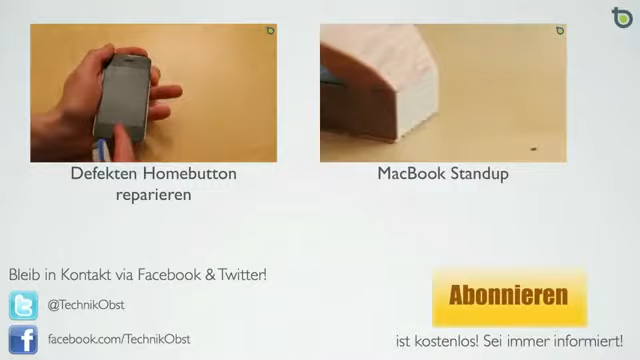 Defekten Homebutton
reparieren
MacBook Standup
Bleib in Kontakt via Facebook & Twitter!
@TechnikObst
facebook.com/TechnikObst
Abonnieren
ist kostenlos! Sei immer informiert!